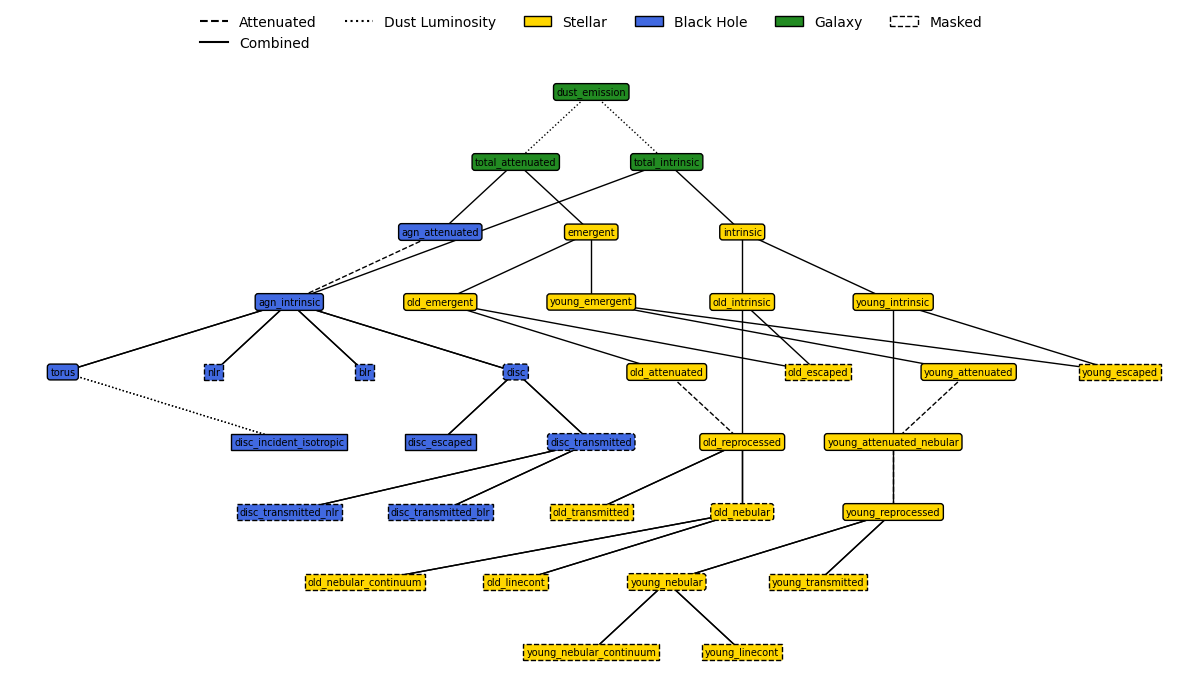 Attenuated
Dust Luminosity
Stellar
Black Hole
Galaxy
Masked
Combined
dust_emission
total_attenuated
total_intrinsic
agn_attenuated
emergent
intrinsic
agn_intrinsic
old_emergent
young_emergent
old_intrinsic
young_intrinsic
torus
nlr
blr
disc
old_attenuated
old_escaped
young_attenuated
young_escaped
disc_incident_isotropic
disc_escaped
disc_transmitted
old_reprocessed
young_attenuated_nebular
disc_transmitted_nlr
disc_transmitted_blr
old_transmitted
old_nebular
young_reprocessed
old_nebular_continuum
old_linecont
young_nebular
young_transmitted
young_nebular_continuum
young_linecont